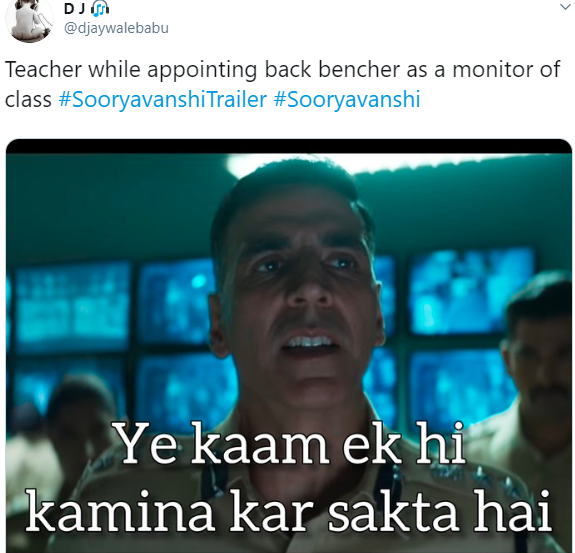 D J
@djaywalebabu
Teacher while appointing back bencher as a monitor of
class #SooryavanshiTrailer #Sooryavanshi
Ye kaam ek hi
kamina kar sakta hai